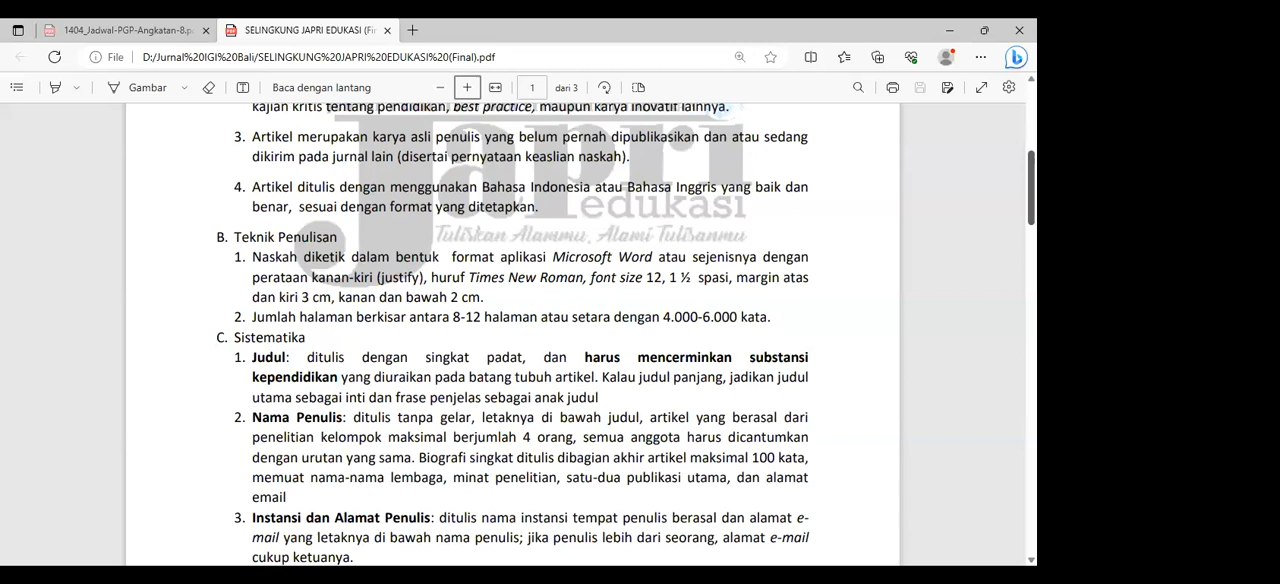 1404_Jadwal-PGP-Angkatan-8.p
SELINGKUNG JAPRI EDUKASI (Fi
File
D:/Jurnal%20IGI%20Bali/SELINGKUNG%20JAPRI%20EDUKASI%20(Final).pdf
Gambar
Baca dengan lantang
1
dari 3
kajian kritis tentang pendidikan, best practice, maupun karya inovatif lainnya.
3. Artikel merupakan karya asli penulis yang belum pernah dipublikasikan dan atau sedang
dikirim pada jurnal lain (disertai pernyataan keaslian naskah).
4. Artikel ditulis dengan menggunakan Bahasa Indonesia atau Bahasa Inggris yang baik dan
benar, sesuai dengan format yang ditetapkan.
Japri
edukasi
Tuliskan Alammu, Alami Tulisanmu
B. Teknik Penulisan
1. Naskah diketik dalam bentuk format aplikasi Microsoft Word atau sejenisnya dengan
perataan kanan-kiri (justify), huruf Times New Roman, font size 12, 1 ½ spasi, margin atas
dan kiri 3 cm, kanan dan bawah 2 cm.
2. Jumlah halaman berkisar antara 8-12 halaman atau setara dengan 4.000-6.000 kata.
C. Sistematika
1. Judul: ditulis dengan singkat padat, dan harus mencerminkan substansi
kependidikan yang diuraikan pada batang tubuh artikel. Kalau judul panjang, jadikan judul
utama sebagai inti dan frase penjelas sebagai anak judul
2. Nama Penulis: ditulis tanpa gelar, letaknya di bawah judul, artikel yang berasal dari
penelitian kelompok maksimal berjumlah 4 orang, semua anggota harus dicantumkan
dengan urutan yang sama. Biografi singkat ditulis dibagian akhir artikel maksimal 100 kata,
memuat nama-nama lembaga, minat penelitian, satu-dua publikasi utama, dan alamat
email
3. Instansi dan Alamat Penulis: ditulis nama instansi tempat penulis berasal dan alamat e-
mail yang letaknya di bawah nama penulis; jika penulis lebih dari seorang, alamat e-mail
cukup ketuanya.